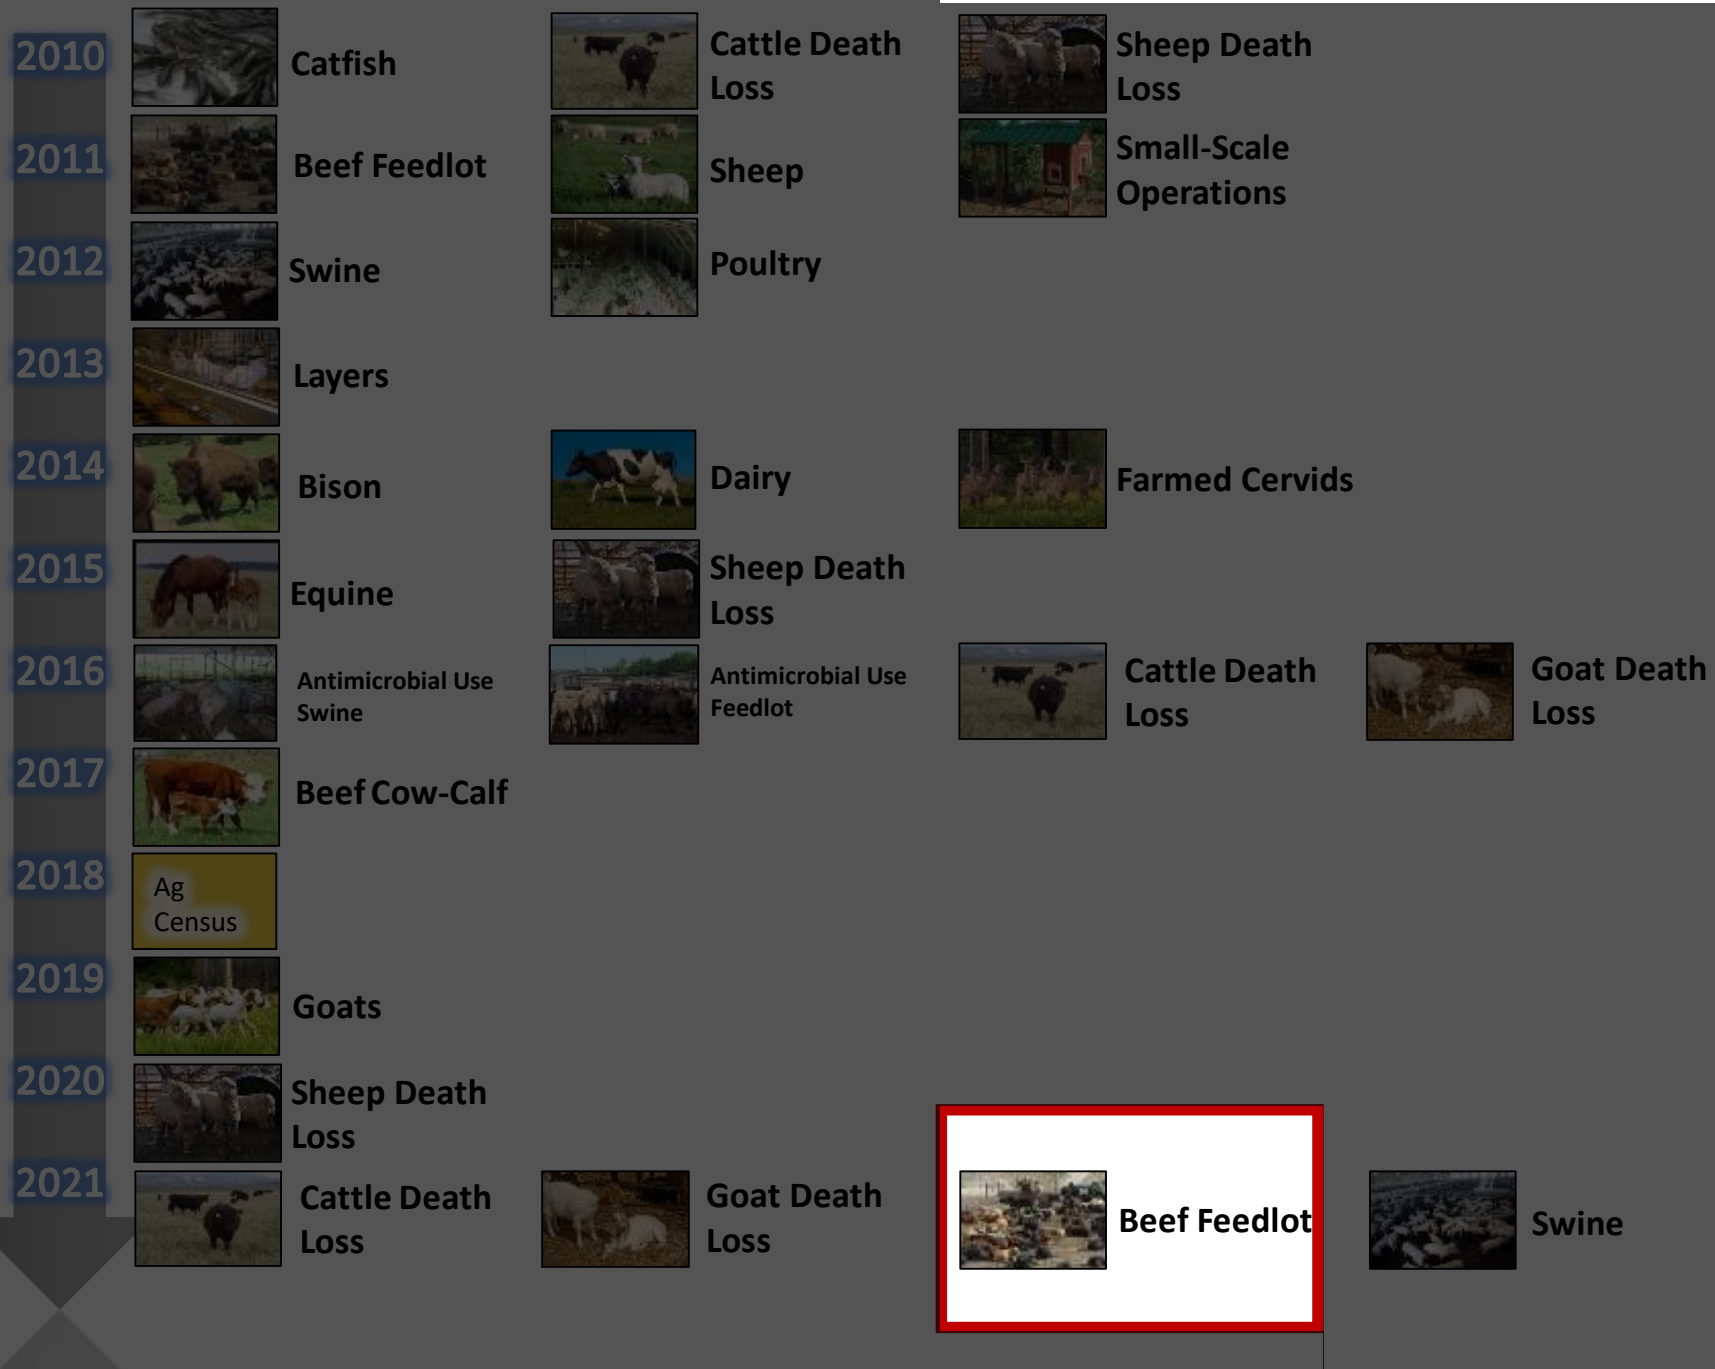 2010
Catfish
Cattle Death
Loss
Sheep Death
Loss
2011
Beef Feedlot
Sheep
Small-Scale
Operations
2012
Swine
Poultry
2013
Layers
2014
Bison
Dairy
Farmed Cervids
2015
Equine
Sheep Death
Loss
2016
Antimicrobial Use
Swine
Antimicrobial Use
Feedlot
Cattle Death
Loss
Goat Death
Loss
2017
Beef Cow-Calf
2018
Ag
Census
2019
Goats
2020
Sheep Death
Loss
2021
Cattle Death
Loss
Goat Death
Loss
Beef Feedlot
Swine